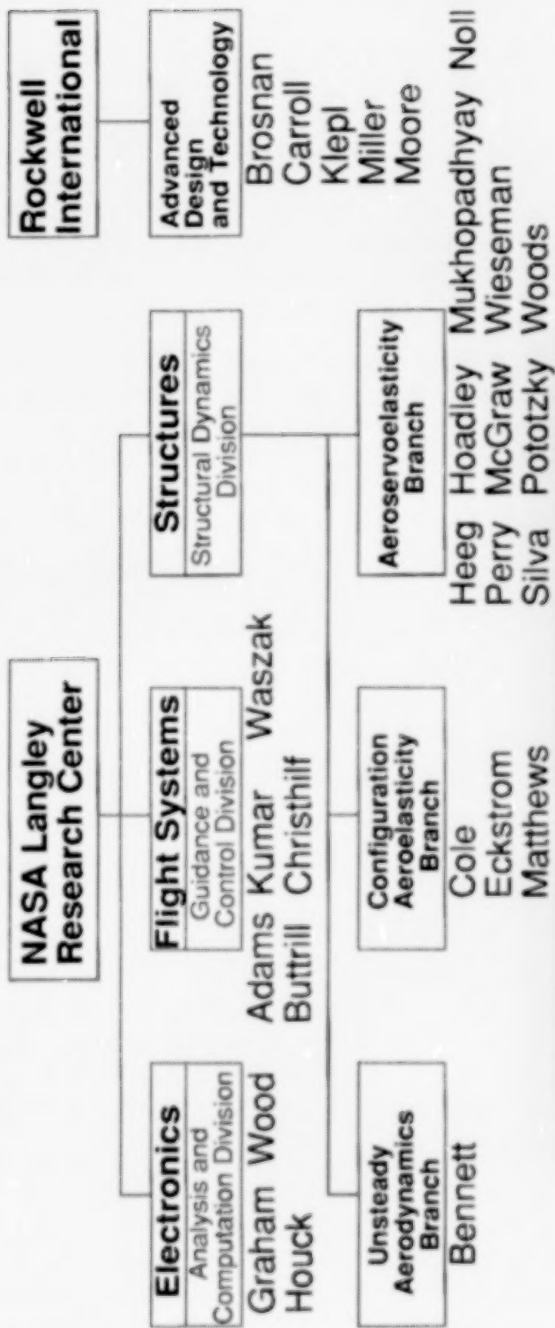 NASA Langley
Research Center
Rockwell
International
Electronics
Analysis and
Computation Division
Graham Wood
Houck
Flight Systems
Guidance and
Control Division
Adams Kumar Waszak
Buttrill Christhilf
Structures
Structural Dynamics
Division
Advanced
Design
and Technology
Brosnan
Carroll
Klepl
Miller
Moore
Unsteady
Aerodynamics
Branch
Bennett
Configuration
Aeroelasticity
Branch
Cole
Eckstrom
Matthews
Aeroservoelasticity
Branch
Heeg Hoadley Mukhopadhyay Noll
Perry McGraw Wieseman
Silva Pototzky Woods